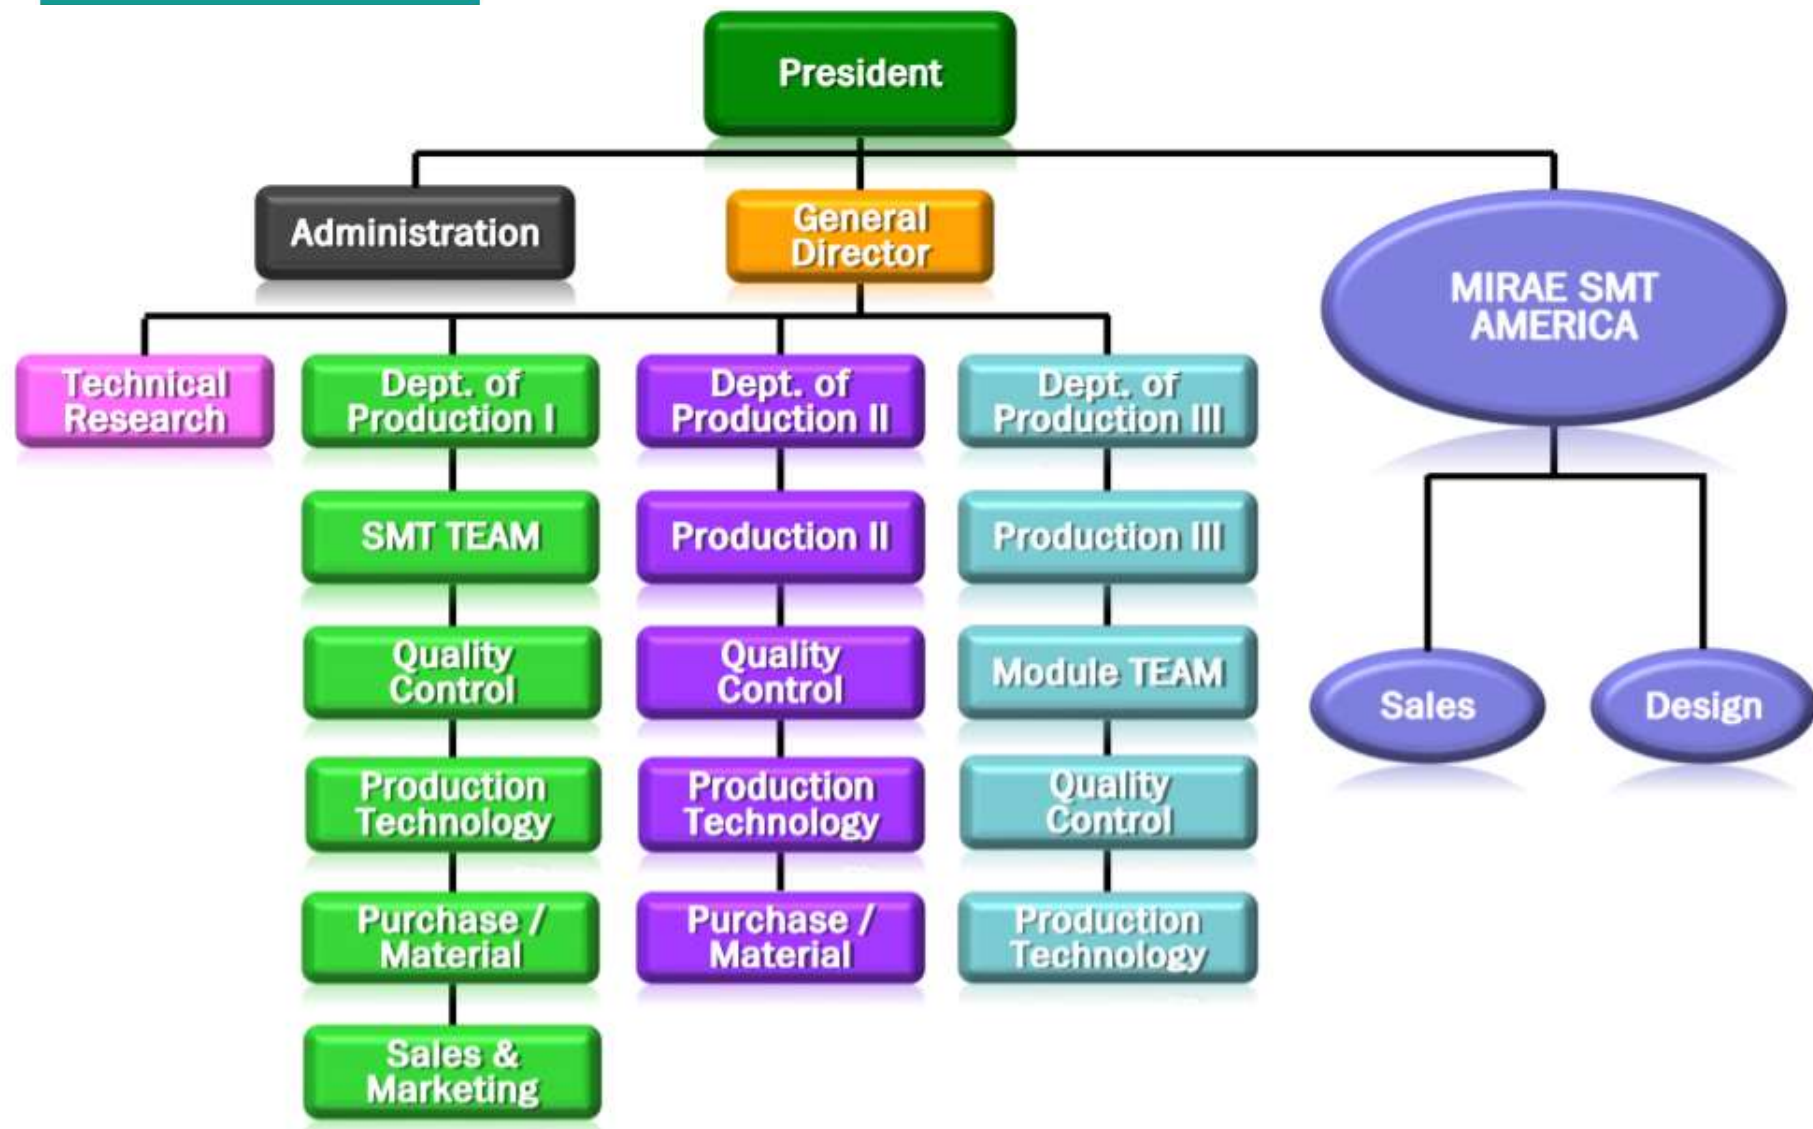 President
Administration
General
Director
MIRAE SMT
AMERICA
Technical
Research
Dept. of
Production I
Dept. of
Production II
Dept. of
Production III
SMT TEAM
Production II
Production III
Quality
Control
Quality
Control
Module TEAM
Sales
Design
Production
Technology
Production
Technology
Quality
Control
Purchase /
Material
Purchase /
Material
Production
Technology
Sales &
Marketing